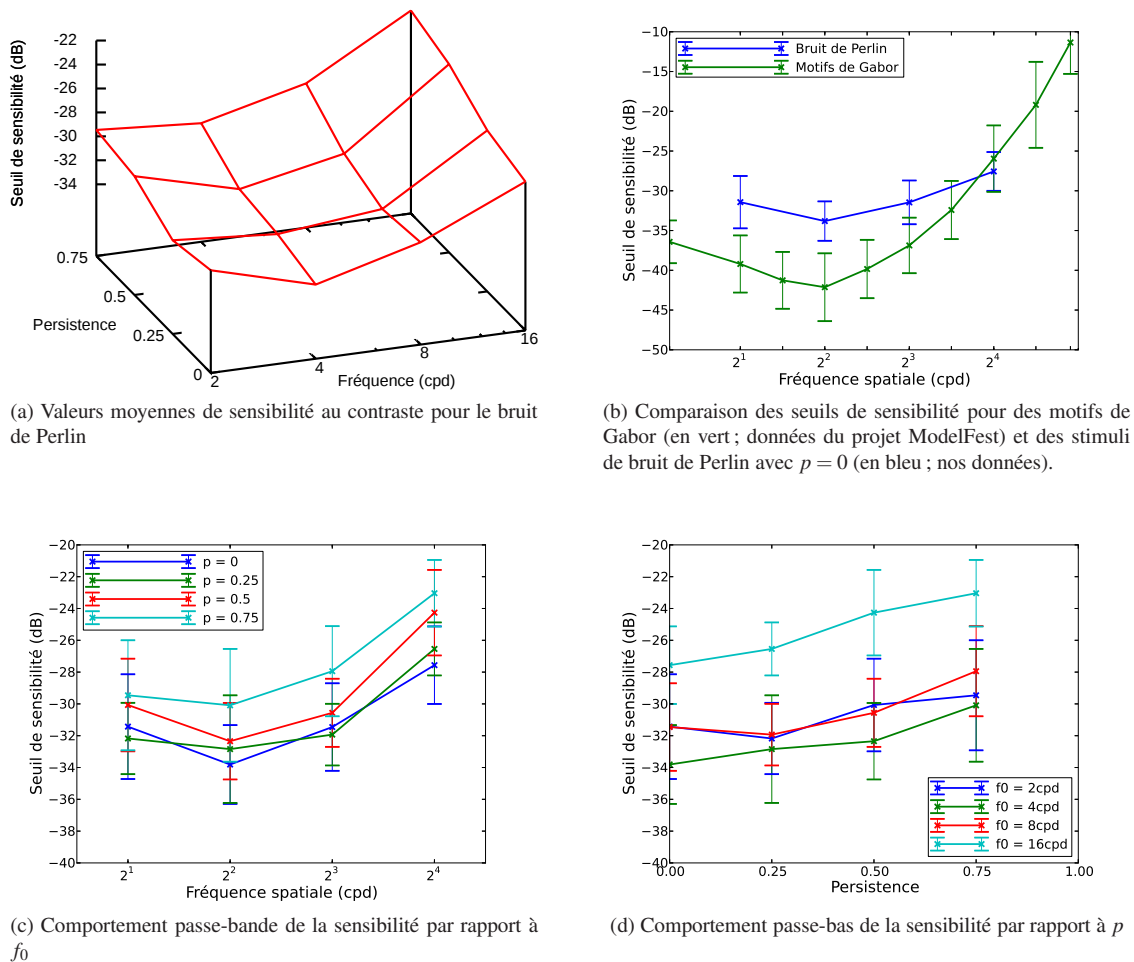 Seuil de sensibilité (dB)
-22
-24
-26
-28
-30
-32
-34
0.75
0.5
0.25
0
Persistence
2
4
8
16
Fréquence (cpd)
(a) Valeurs moyennes de sensibilité au contraste pour le bruit
de Perlin
Bruit de Perlin
Motifs de Gabor
Seuil de sensibilité (dB)
−10
−15
−20
−25
−30
−35
−40
−45
−50
2^1
2^2
2^3
2^4
Fréquence spatiale (cpd)
(b) Comparaison des seuils de sensibilité pour des motifs de
Gabor (en vert ; données du projet ModelFest) et des stimuli
de bruit de Perlin avec p = 0 (en bleu ; nos données).
p = 0
p = 0.25
p = 0.5
p = 0.75
Seuil de sensibilité (dB)
−20
−22
−24
−26
−28
−30
−32
−34
−36
−38
−40
2^1
2^2
2^3
2^4
Fréquence spatiale (cpd)
(c) Comportement passe-bande de la sensibilité par rapport à
f0
Seuil de sensibilité (dB)
−20
−22
−24
−26
−28
−30
−32
−34
−36
−38
−40
f0 = 2cpd
f0 = 4cpd
f0 = 8cpd
f0 = 16cpd
0.00
0.25
0.50
0.75
1.00
Persistence
(d) Comportement passe-bas de la sensibilité par rapport à p